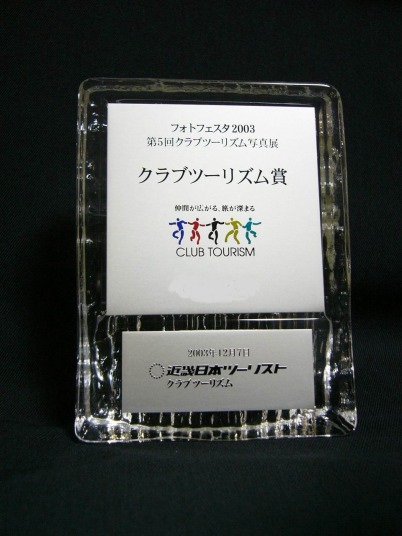 フォトフェスタ2003
第5回クラブツーリズム写真展
クラブツーリズム賞
仲間が広がる、旅が深まる
CLUB TOURISM
2003年12月7日
近畿日本ツーリスト
クラブツーリズム